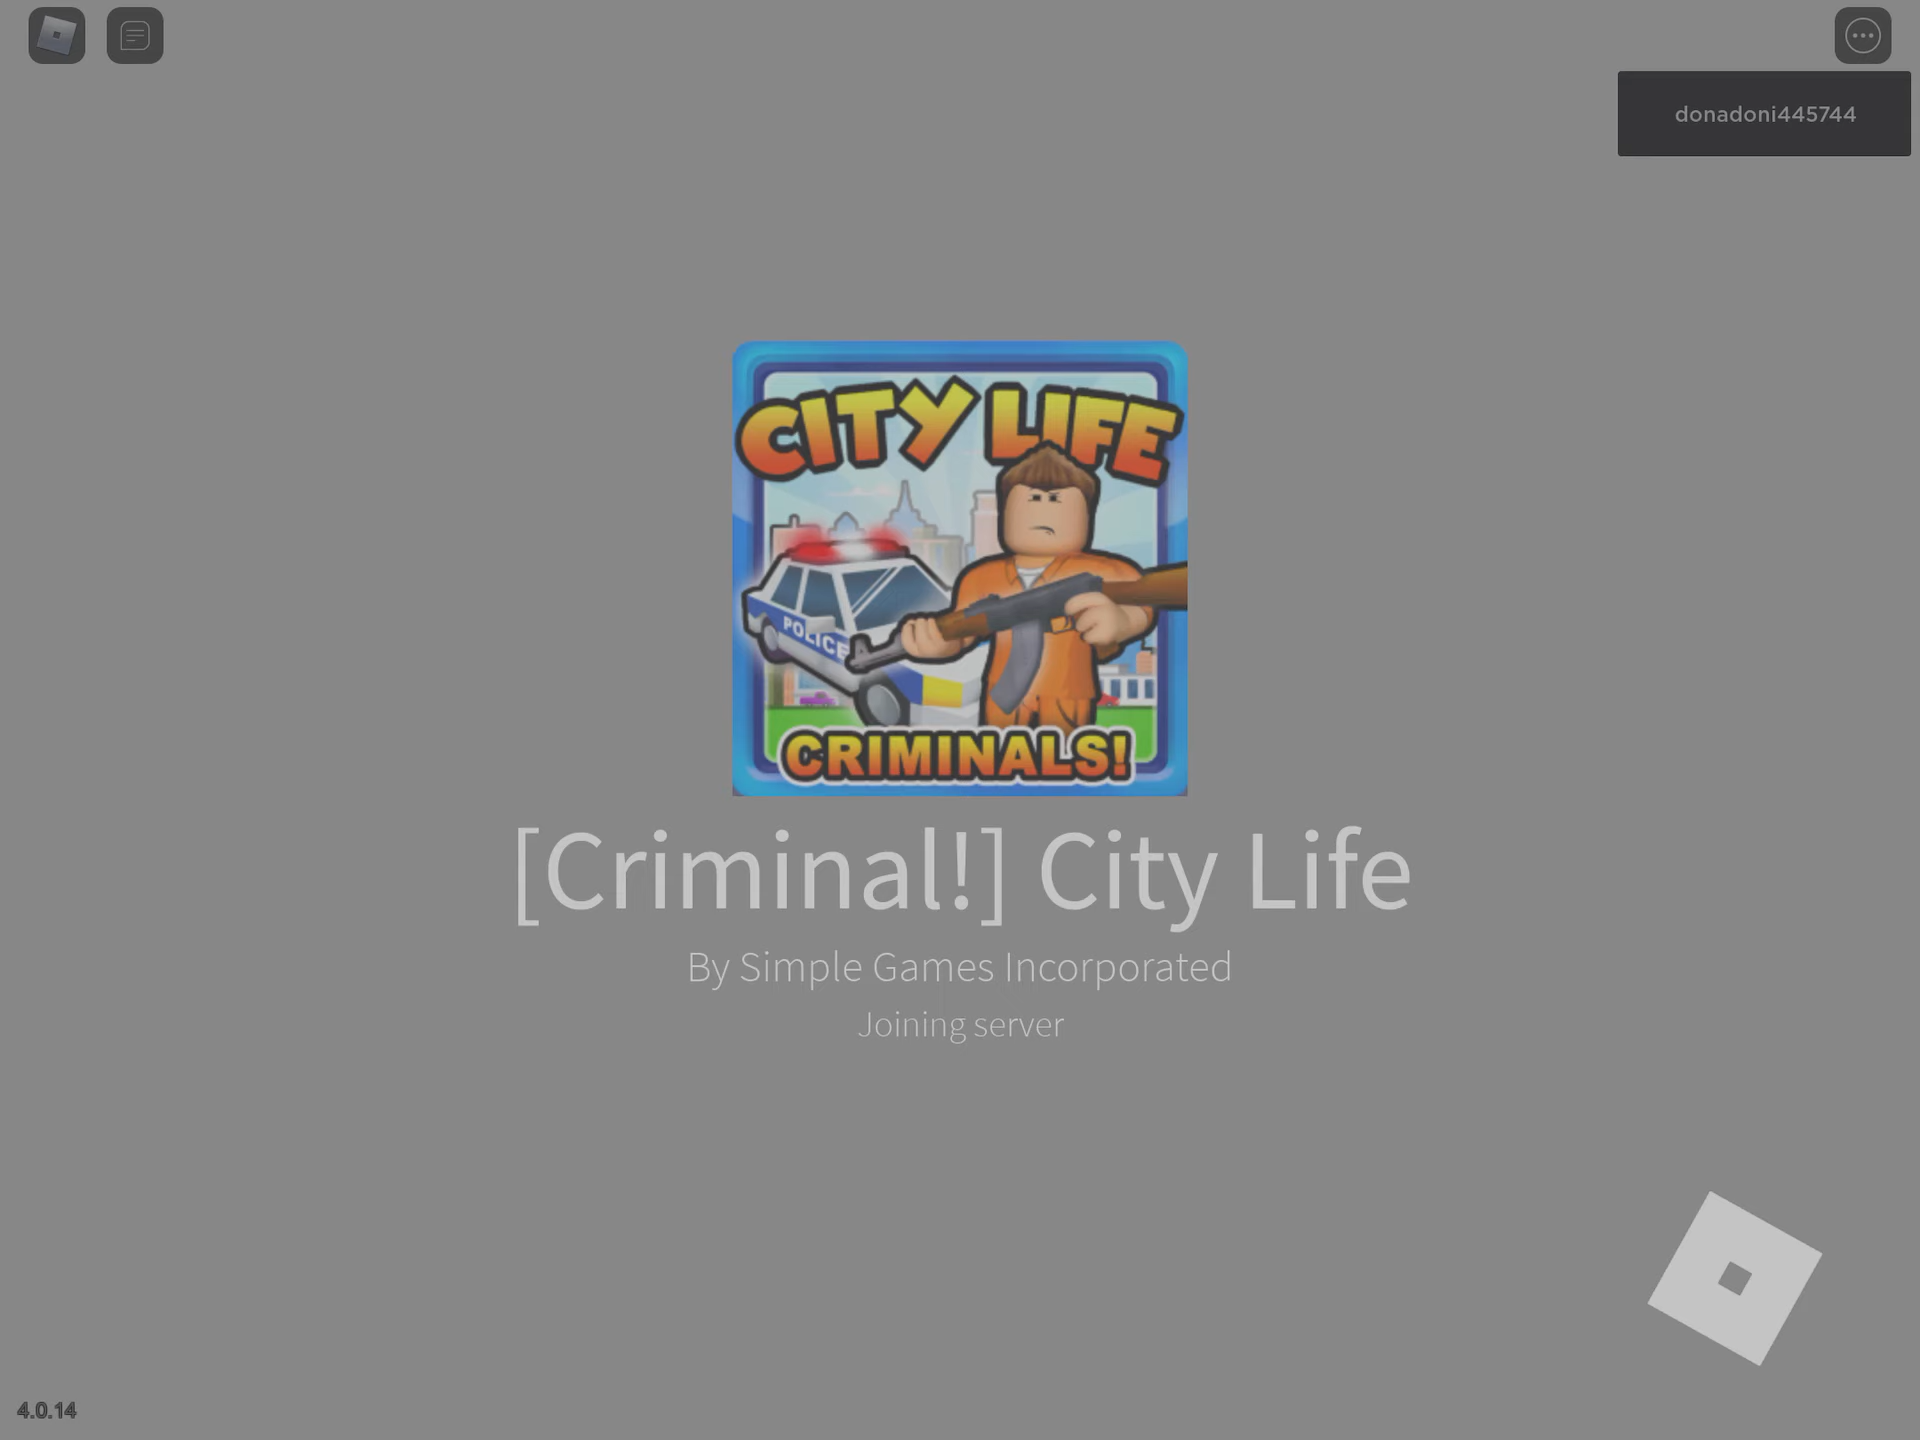 donadoni445744
CITY LIFE
POLICE
CRIMINALS!
[Criminal!] City Life
By Simple Games Incorporated
Joining server
4.0.14